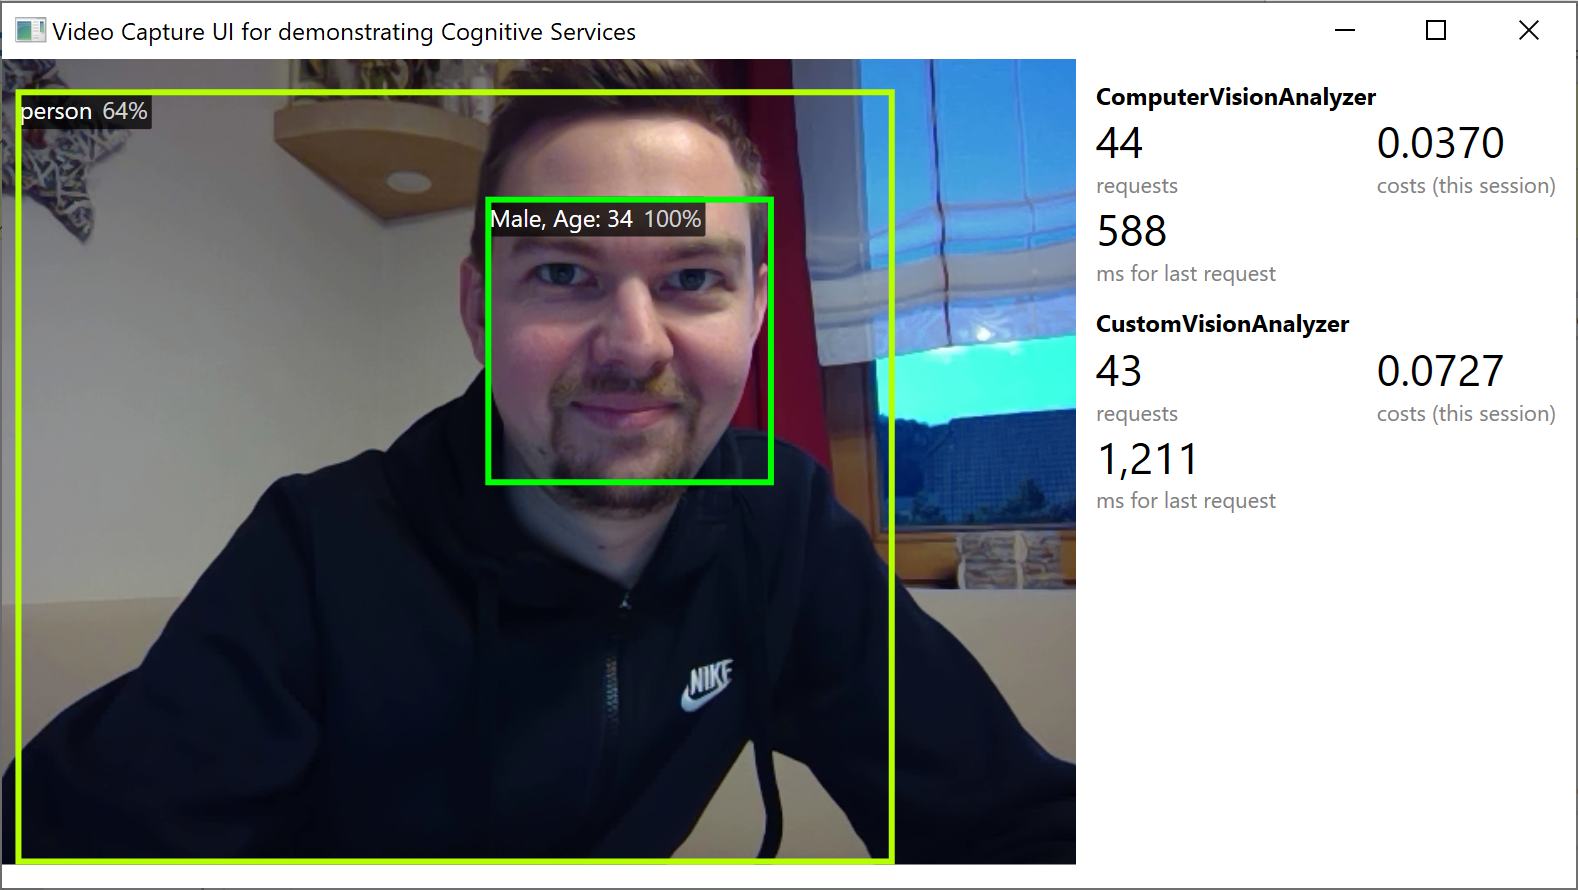 Video Capture UI for demonstrating Cognitive Services
person 64%
Male, Age: 34 100%
NIKE
ComputerVisionAnalyzer
44 0.0370
requests costs (this session)
588
ms for last request
CustomVisionAnalyzer
43 0.0727
requests costs (this session)
1,211
ms for last request